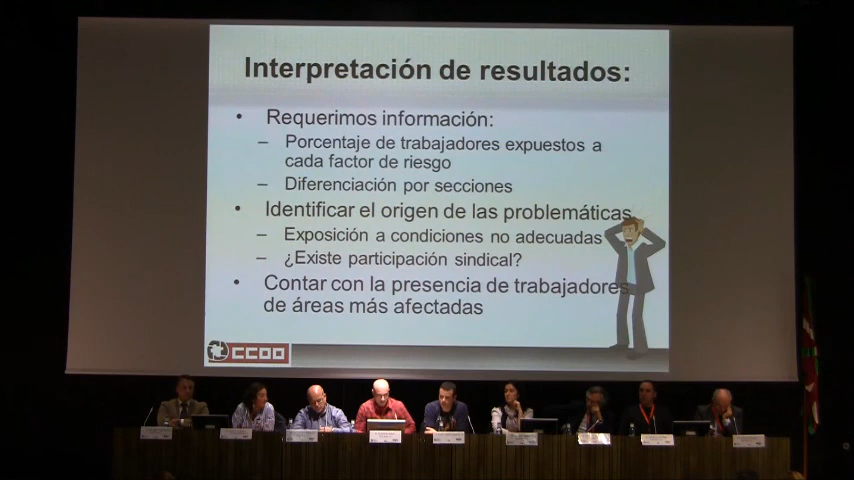 Interpretación de resultados:
• Requerimos información:
– Porcentaje de trabajadores expuestos a
cada factor de riesgo
– Diferenciación por secciones
• Identificar el origen de las problemáticas
– Exposición a condiciones no adecuadas
– ¿Existe participación sindical?
• Contar con la presencia de trabajadores
de áreas más afectadas
CCOO